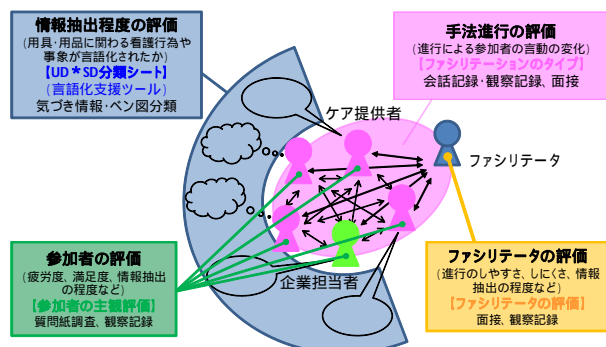 情報抽出程度の評価
(用具・用品に関わる看護行為や
事象が言語化されたか)
【UD*SD分類シート】
(言語化支援ツール)
気づき情報・ベン図分類
手法進行の評価
(進行による参加者の言動の変化)
【ファシリテーションのタイプ】
会話記録・観察記録、面接
ケア提供者
ファシリテータ
企業担当者
参加者の評価
(疲労度、満足度、情報抽出
の程度など)
【参加者の主観評価】
質問紙調査、観察記録
ファシリテータの評価
(進行のしやすさ、しにくさ、情報
抽出の程度など)
【ファシリテータの評価】
面接、観察記録